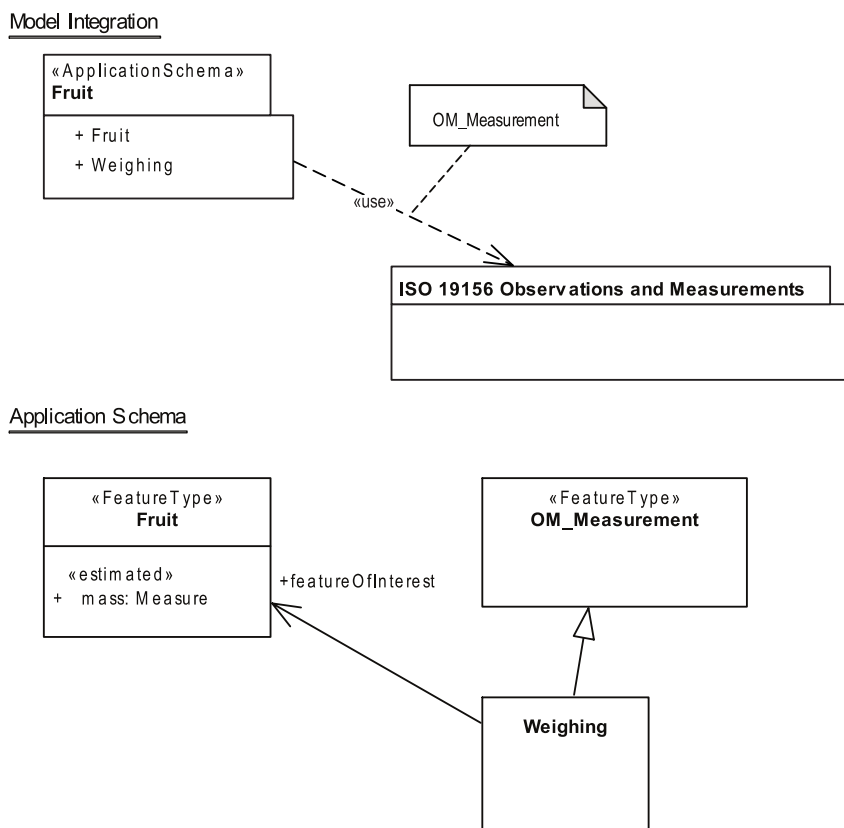 Model Integration
«ApplicationSchema»
Fruit
+ Fruit
+ Weighing
OM_Measurement
«use»
ISO 19156 Observations and Measurements
Application Schema
«FeatureType»
Fruit
«estimated»
+ mass: Measure
+featureOfInterest
«FeatureType»
OM_Measurement
Weighing